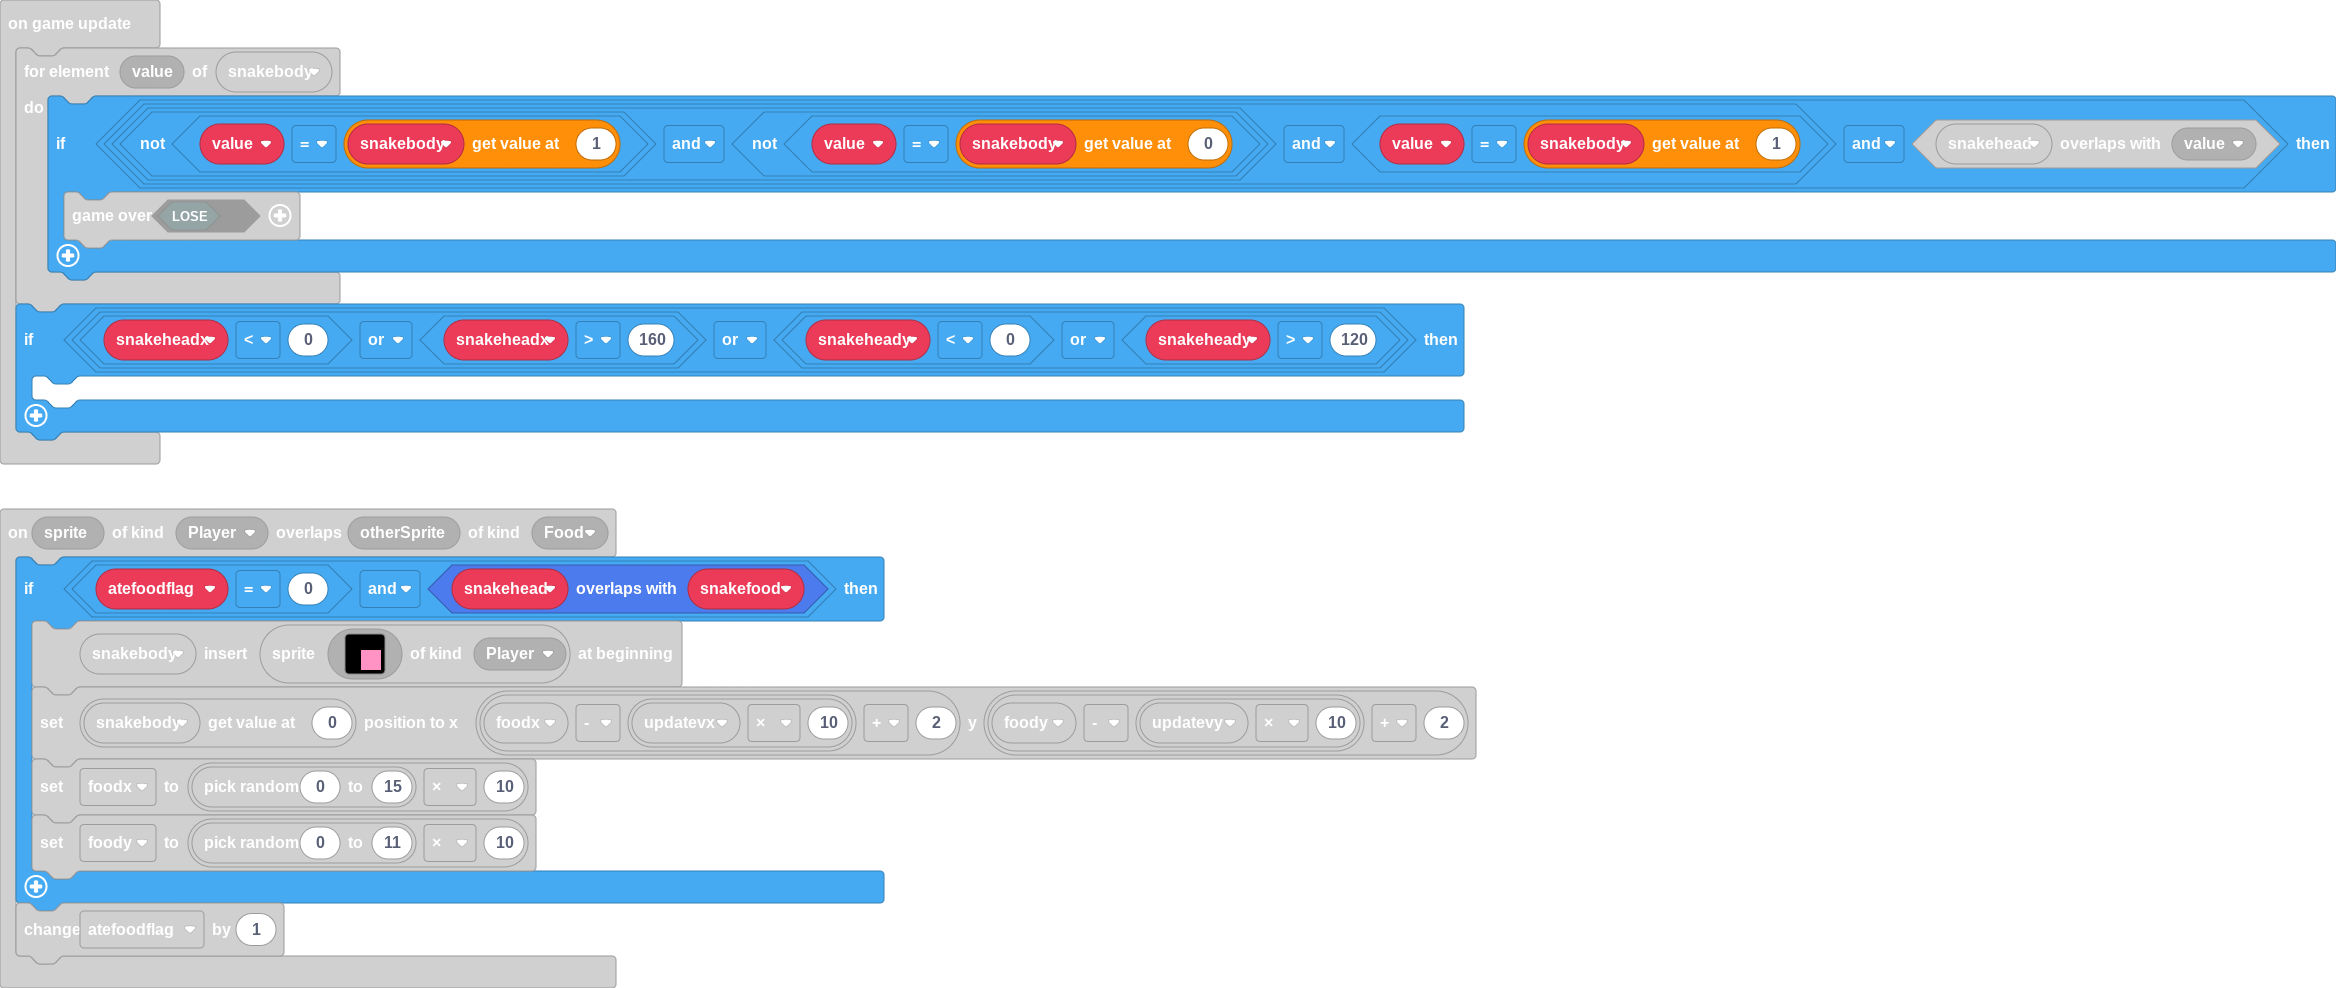 on game update
for element value of snakebody
do
if not value = snakebody get value at 1 and not value = snakebody get value at 0 and value = snakebody get value at 1 and snakehead overlaps with value then
game over LOSE
if snakeheadx < 0 or snakeheadx > 160 or snakeheady < 0 or snakeheady > 120 then
on sprite of kind Player overlaps otherSprite of kind Food
if atefoodflag = 0 and snakehead overlaps with snakefood then
snakebody insert sprite of kind Player at beginning
set snakebody get value at 0 position to x foodx - updatevx × 10 + 2 y foody - updatevy × 10 + 2
set foodx to pick random 0 to 15 × 10
set foody to pick random 0 to 11 × 10
change atefoodflag by 1